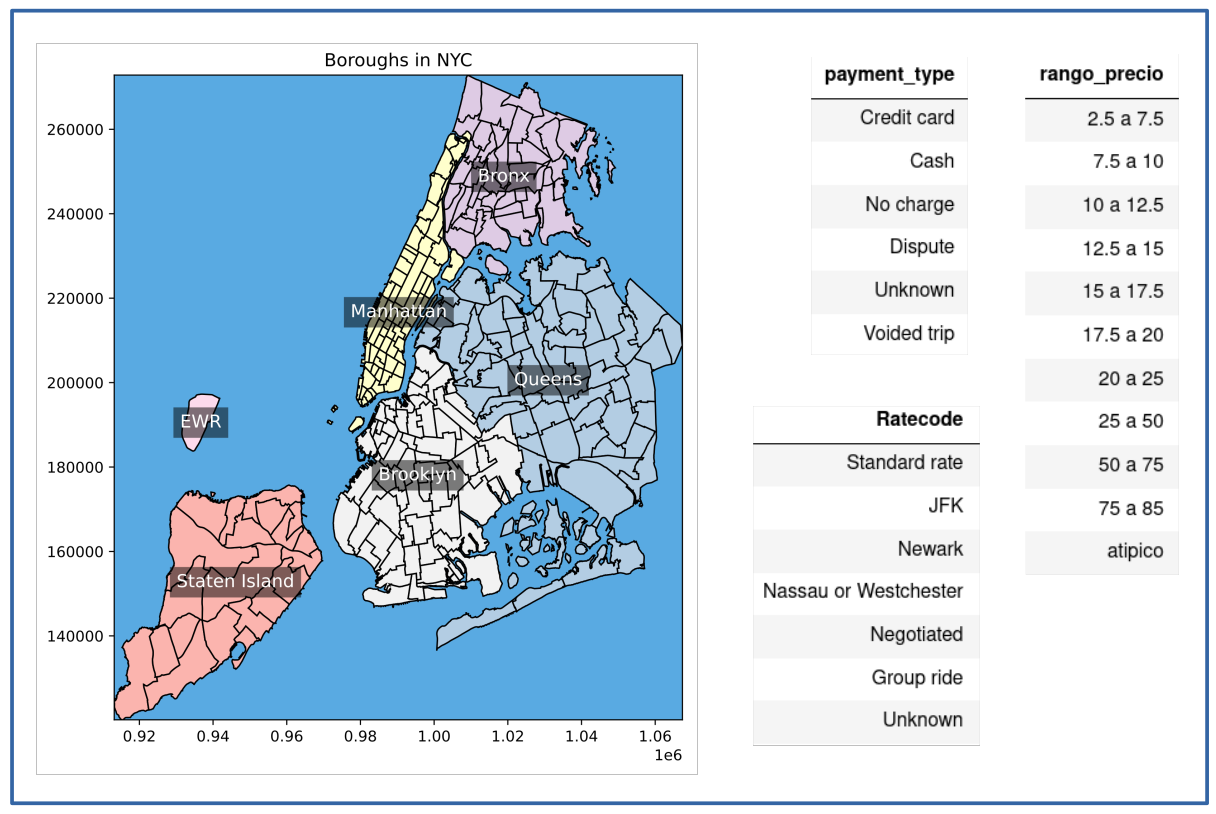 Boroughs in NYC
260000
240000
220000
200000
180000
160000
140000
Bronx
Manhattan
Queens
EWR
Brooklyn
Staten Island
0.92 0.94 0.96 0.98 1.00 1.02 1.04 1.06
1e6
payment_type
Credit card
Cash
No charge
Dispute
Unknown
Voided trip
Ratecode
Standard rate
JFK
Newark
Nassau or Westchester
Negotiated
Group ride
Unknown
rango_precio
2.5 a 7.5
7.5 a 10
10 a 12.5
12.5 a 15
15 a 17.5
17.5 a 20
20 a 25
25 a 50
50 a 75
75 a 85
atipico